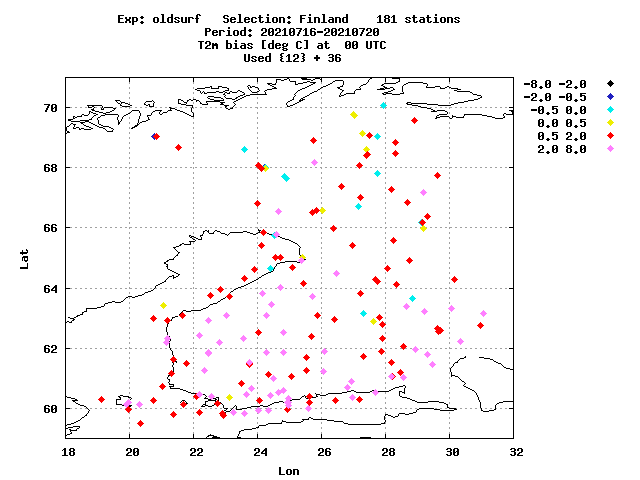 Exp: oldsurf   Selection: Finland    181 stations
Period: 20210716-20210720
T2m bias [deg C] at  00 UTC
Used {12} + 36
-8.0 -2.0
-2.0 -0.5
-0.5 0.0
0.0 0.5
0.5 2.0
2.0 8.0
70
68
66
64
62
60
Lat
18 20 22 24 26 28 30 32
Lon